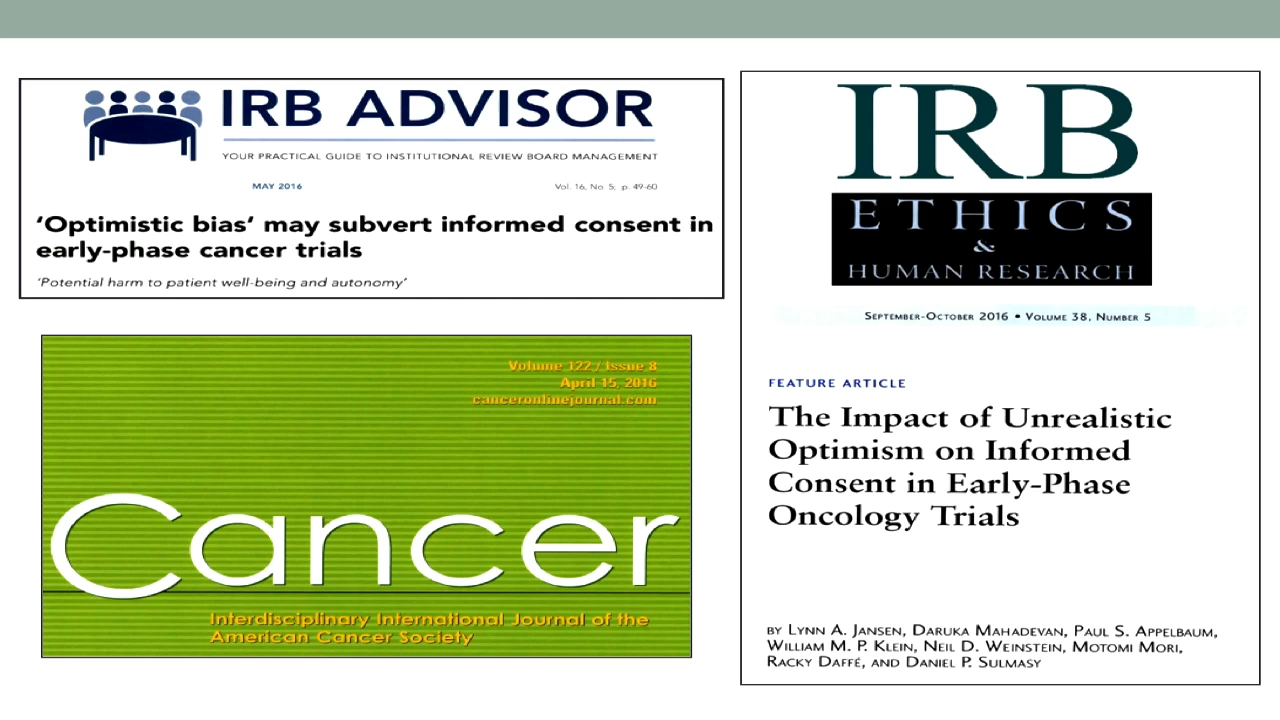 IRB ADVISOR
YOUR PRACTICAL GUIDE TO INSTITUTIONAL REVIEW BOARD MANAGEMENT
MAY 2016
Vol. 16, No. 5; p. 49-60
‘Optimistic bias‘ may subvert informed consent in
early-phase cancer trials
‘Potential harm to patient well-being and autonomy’
Volume 122 / Issue 8
April 15, 2016
canceronlinejournal.com
Cancer
Interdisciplinary International Journal of the
American Cancer Society
IRB
ETHICS
&
HUMAN RESEARCH
SEPTEMBER-OCTOBER 2016 • VOLUME 38, NUMBER 5
FEATURE ARTICLE
The Impact of Unrealistic
Optimism on Informed
Consent in Early-Phase
Oncology Trials
BY LYNN A. JANSEN, DARUKA MAHADEVAN, PAUL S. APPELBAUM,
WILLIAM M. P. KLEIN, NEIL D. WEINSTEIN, MOTOMI MORI,
RACKY DAFFÉ, AND DANIEL P. SULMASY